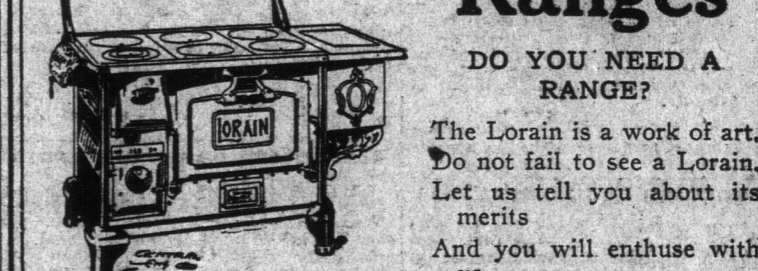 Ranges
DO YOU NEED A
RANGE?
LORAIN
The Lorain is a work of art.
Do not fail to see a Lorain.
Let us tell you about its
merits
And you will enthuse with